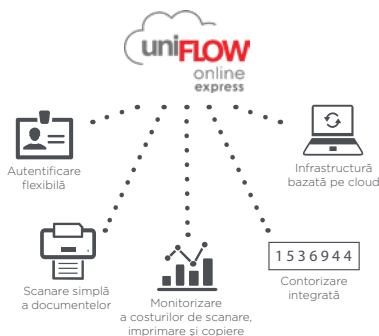 uniFLOW
online
express
Autentificare
flexibilă
Infrastructură
bazată pe cloud
Scanare simplă
a documentelor
Monitorizare
a costurilor de scanare,
imprimare și copiere
1536944
Contorizare
integrată